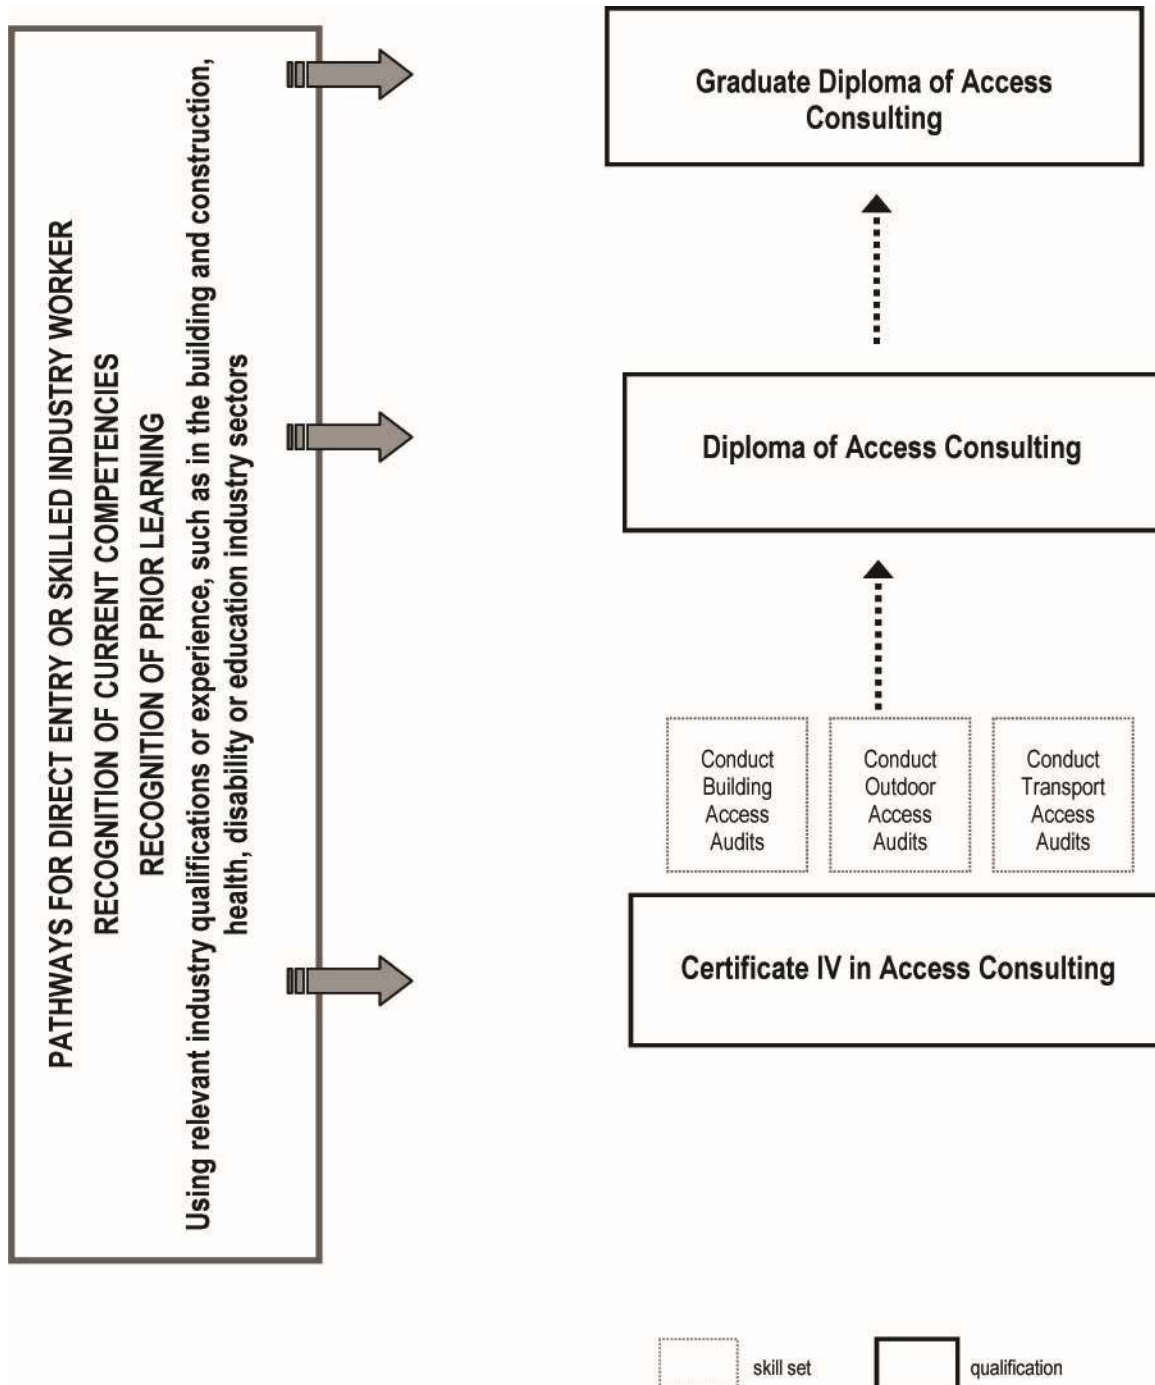 PATHWAYS FOR DIRECT ENTRY OR SKILLED INDUSTRY WORKER
RECOGNITION OF CURRENT COMPETENCIES
RECOGNITION OF PRIOR LEARNING
Using relevant industry qualifications or experience, such as in the building and construction,
health, disability or education industry sectors
Graduate Diploma of Access
Consulting
Diploma of Access Consulting
Conduct
Building
Access
Audits
Conduct
Outdoor
Access
Audits
Conduct
Transport
Access
Audits
Certificate IV in Access Consulting
skill set
qualification